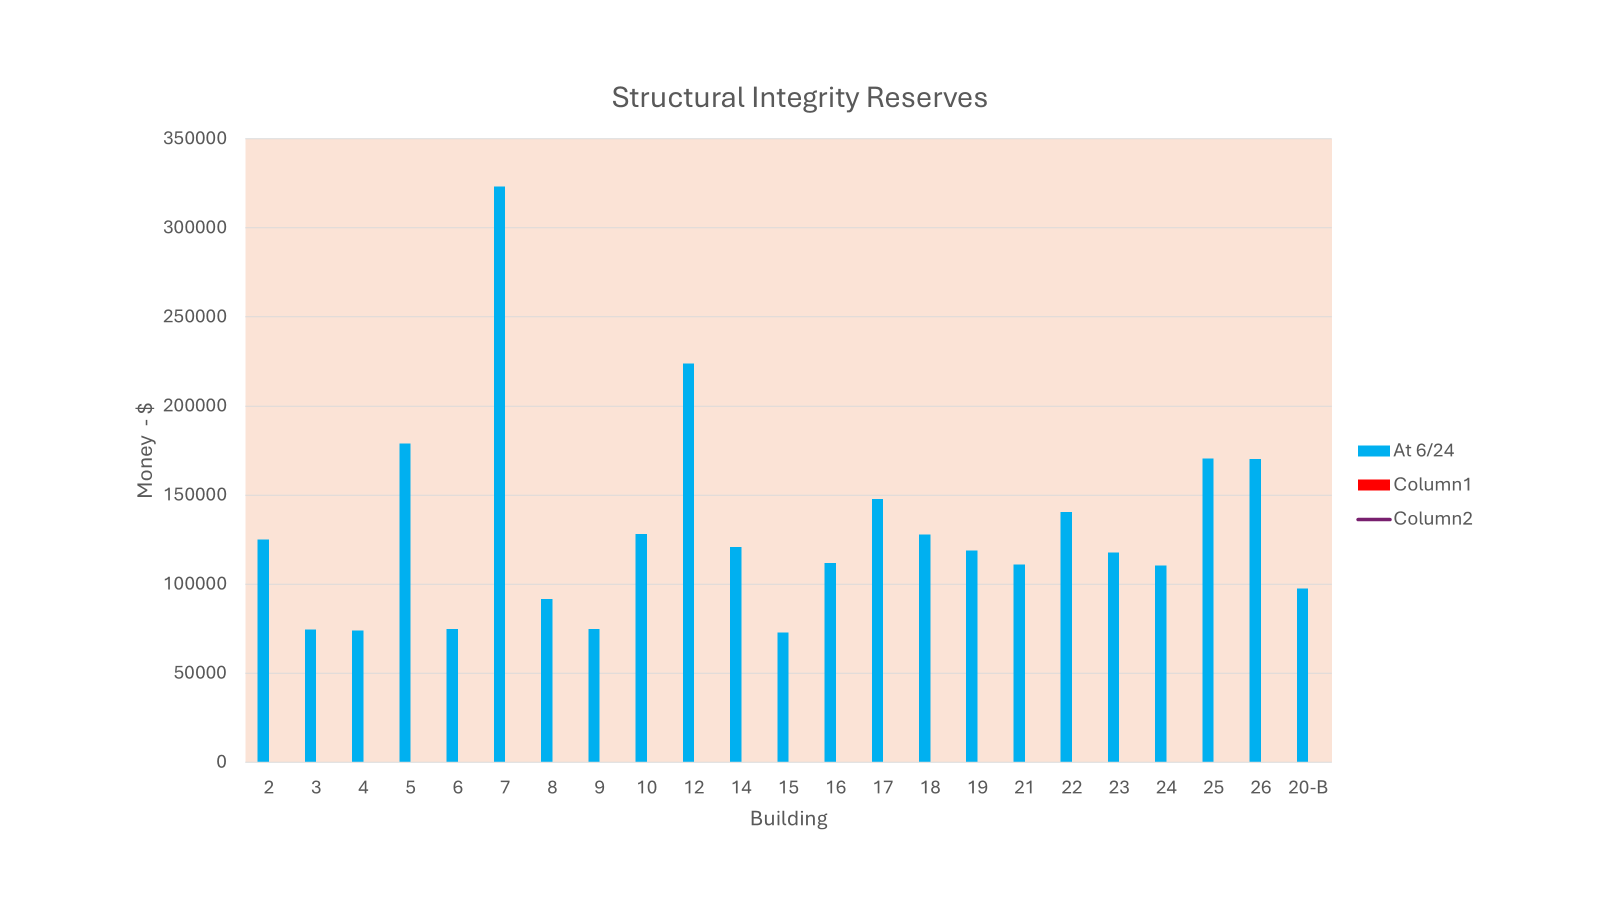 Structural Integrity Reserves
350000
300000
250000
200000
150000
100000
50000
0
Money - $
2 3 4 5 6 7 8 9 10 12 14 15 16 17 18 19 21 22 23 24 25 26 20-B
Building
At 6/24
Column1
Column2